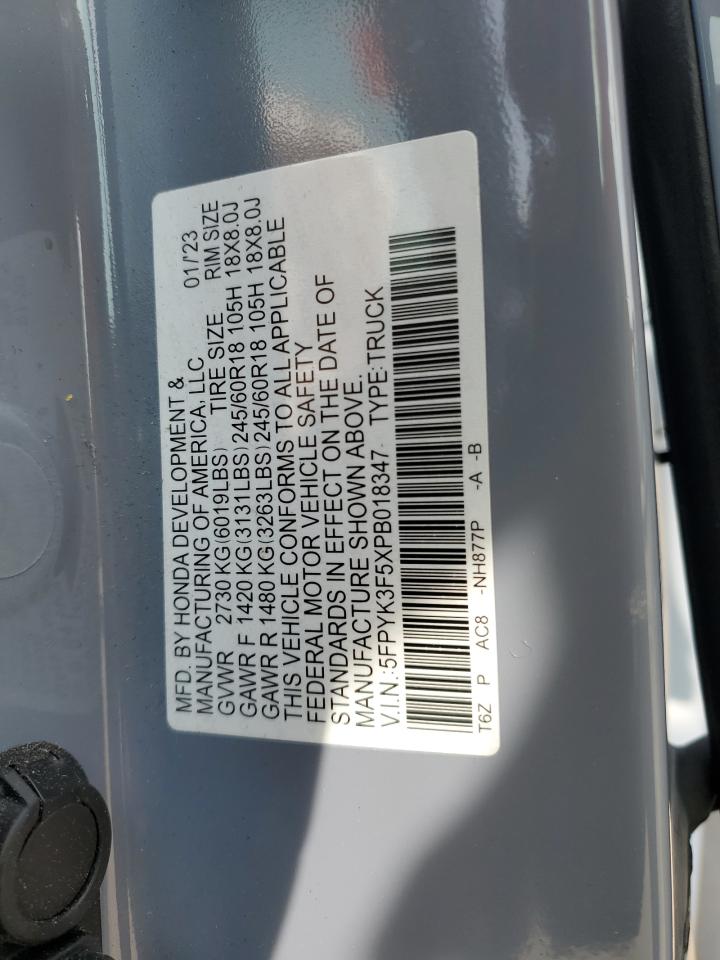 MFD. BY HONDA DEVELOPMENT &
MANUFACTURING OF AMERICA, LLC 01/'23
GVWR 2730 KG(6019LBS) TIRE SIZE RIM SIZE
GAWR F 1420 KG(3131LBS)245/60R18 105H 18X8.0J
GAWR R 1480 KG(3263LBS)245/60R18 105H 18X8.0J
THIS VEHICLE CONFORMS TO ALL APPLICABLE
FEDERAL MOTOR VEHICLE SAFETY
STANDARDS IN EFFECT ON THE DATE OF
MANUFACTURE SHOWN ABOVE.
V.I.N.:5FPYK3F5XPB018347 TYPE:TRUCK
T6Z P AC8 -NH877P -A -B